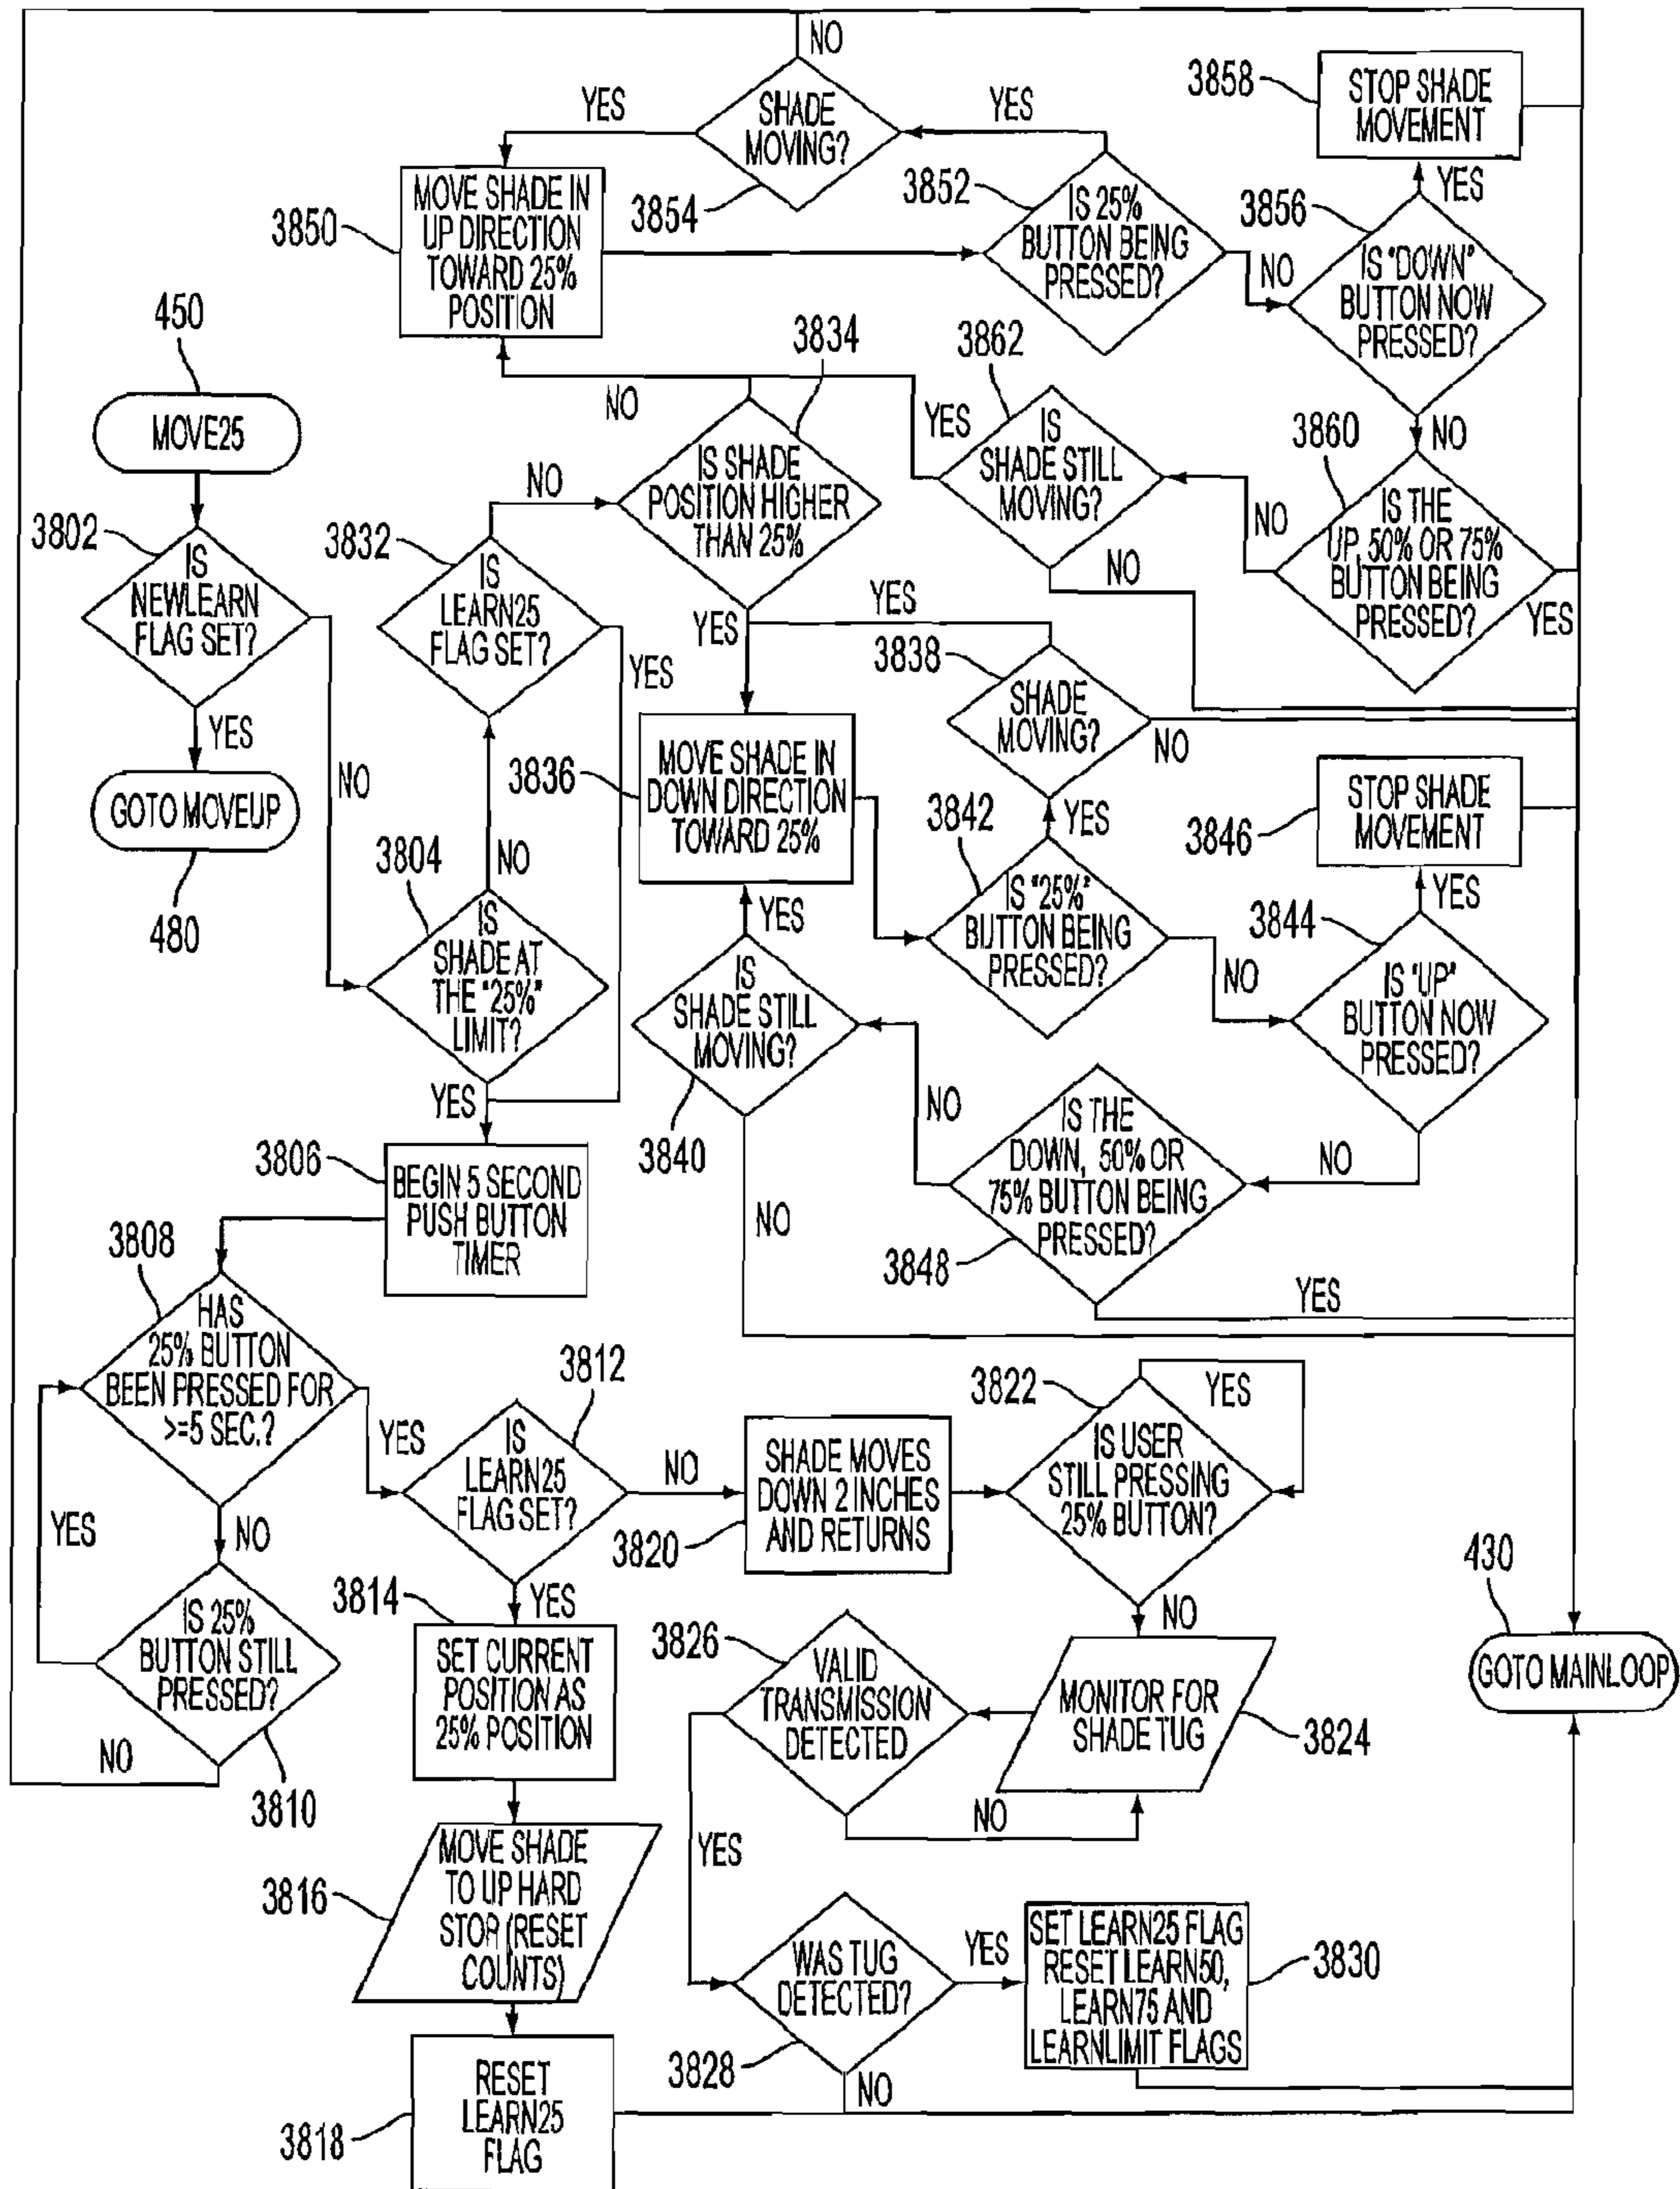 NO
3858
STOP SHADE
MOVEMENT
YES
SHADE
MOVING?
YES
3854
3850
MOVE SHADE IN
UP DIRECTION
TOWARD 25%
POSITION
3852
IS 25%
BUTTON BEING
PRESSED?
NO
YES
3856
IS "DOWN"
BUTTON NOW
PRESSED?
NO
450
MOVE25
3802
IS
NEWLEARN
FLAG SET?
YES
NO
GOTO MOVEUP
480
3832
IS
LEARN25
FLAG SET?
NO
YES
3834
NO
IS SHADE
POSITION HIGHER
THAN 25%
YES
3862
YES
IS
SHADE STILL
MOVING?
NO
3860
NO
IS THE
UP, 50% OR 75%
BUTTON BEING
PRESSED?
YES
3804
NO
IS
SHADE AT
THE "25%"
LIMIT?
YES
YES
3838
SHADE
MOVING?
NO
3836
MOVE SHADE IN
DOWN DIRECTION
TOWARD 25%
3842
YES
IS "25%"
BUTTON BEING
PRESSED?
NO
3846
STOP SHADE
MOVEMENT
YES
3844
IS "UP"
BUTTON NOW
PRESSED?
NO
YES
IS
SHADE STILL
MOVING?
3840
NO
NO
IS THE
DOWN, 50% OR
75% BUTTON BEING
PRESSED?
3848
YES
3806
BEGIN 5 SECOND
PUSH BUTTON
TIMER
3808
HAS
25% BUTTON
BEEN PRESSED FOR
>=5 SEC.?
YES
NO
YES
IS 25%
BUTTON STILL
PRESSED?
NO
3810
3812
IS
LEARN25
FLAG SET?
NO
YES
3814
SET CURRENT
POSITION AS
25% POSITION
3816
MOVE SHADE
TO UP HARD
STOP (RESET
COUNTS)
3818
RESET
LEARN25
FLAG
SHADE MOVES
DOWN 2 INCHES
AND RETURNS
3820
3822
YES
IS USER
STILL PRESSING
25% BUTTON?
NO
MONITOR FOR
SHADE TUG
3824
3826
VALID
TRANSMISSION
DETECTED
NO
YES
WAS TUG
DETECTED?
3828
YES
NO
SET LEARN25 FLAG
RESET LEARN50,
LEARN75 AND
LEARNLIMIT FLAGS
3830
430
GOTO MAINLOOP